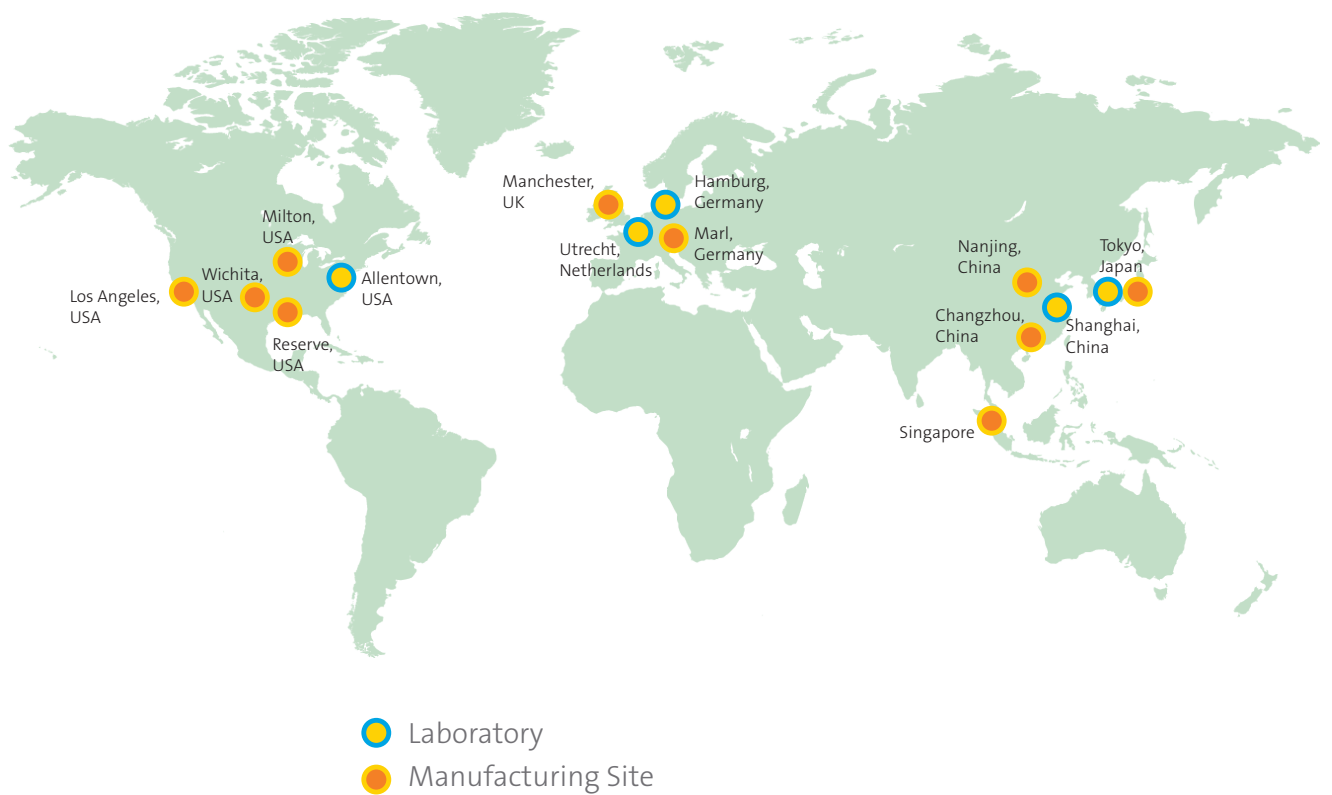 Manchester,
UK
Hamburg,
Germany
Milton,
USA
Utrecht,
Netherlands
Marl,
Germany
Nanjing,
China
Tokyo,
Japan
Wichita,
USA
Allentown,
USA
Los Angeles,
USA
Changzhou,
China
Shanghai,
China
Reserve,
USA
Singapore
Laboratory
Manufacturing Site